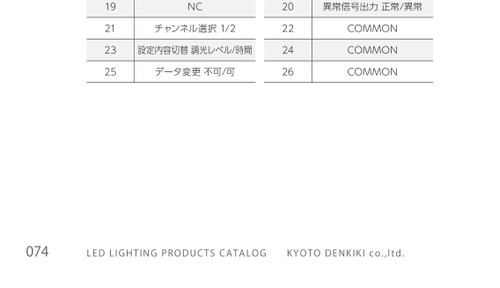 19 NC 20 異常信号出力 正常/異常
21 チャンネル選択 1/2 22 COMMON
23 設定内容切替 調光レベル/時間 24 COMMON
25 データ変更 不可/可 26 COMMON
074 LED LIGHTING PRODUCTS CATALOG KYOTO DENKIKI co.,ltd.